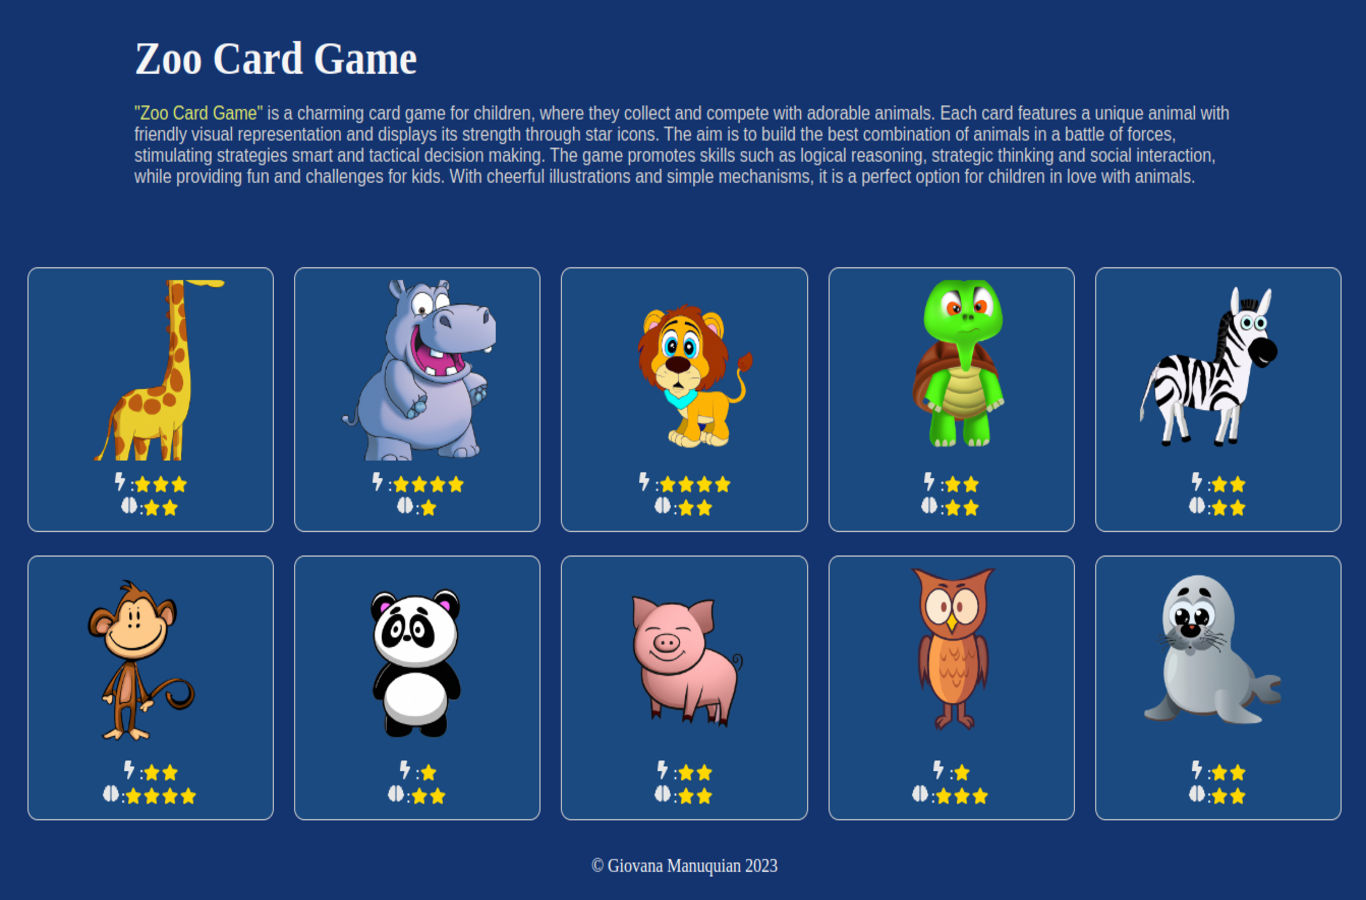 Zoo Card Game
"Zoo Card Game" is a charming card game for children, where they collect and compete with adorable animals. Each card features a unique animal with
friendly visual representation and displays its strength through star icons. The aim is to build the best combination of animals in a battle of forces,
stimulating strategies smart and tactical decision making. The game promotes skills such as logical reasoning, strategic thinking and social interaction,
while providing fun and challenges for kids. With cheerful illustrations and simple mechanisms, it is a perfect option for children in love with animals.
© Giovana Manuquian 2023